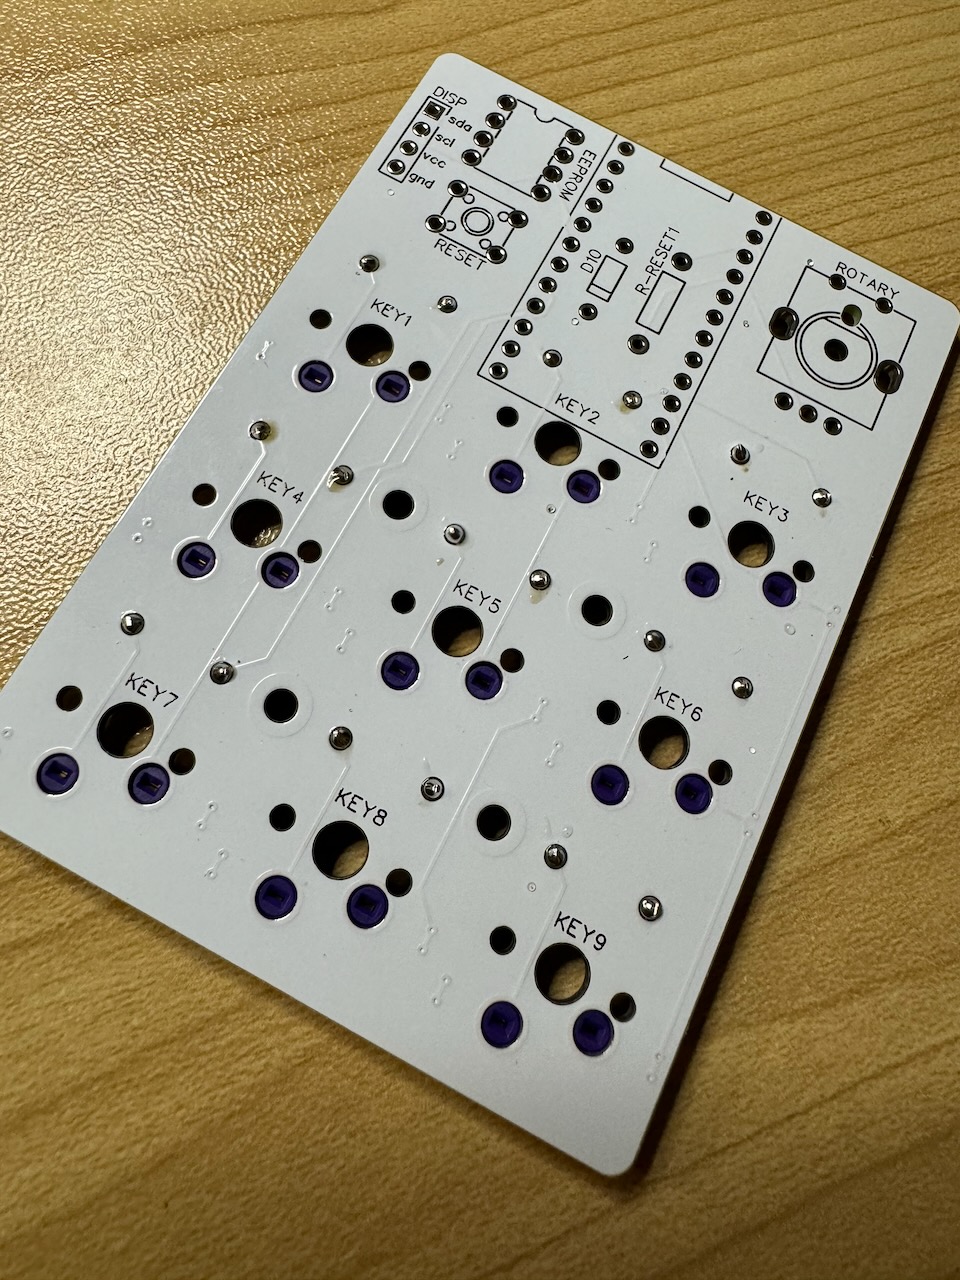 DISP
sda
scl
vcc
gnd
EEPROM
RESET
D10
R-RESET1
ROTARY
KEY1
KEY2
KEY3
KEY4
KEY5
KEY6
KEY7
KEY8
KEY9